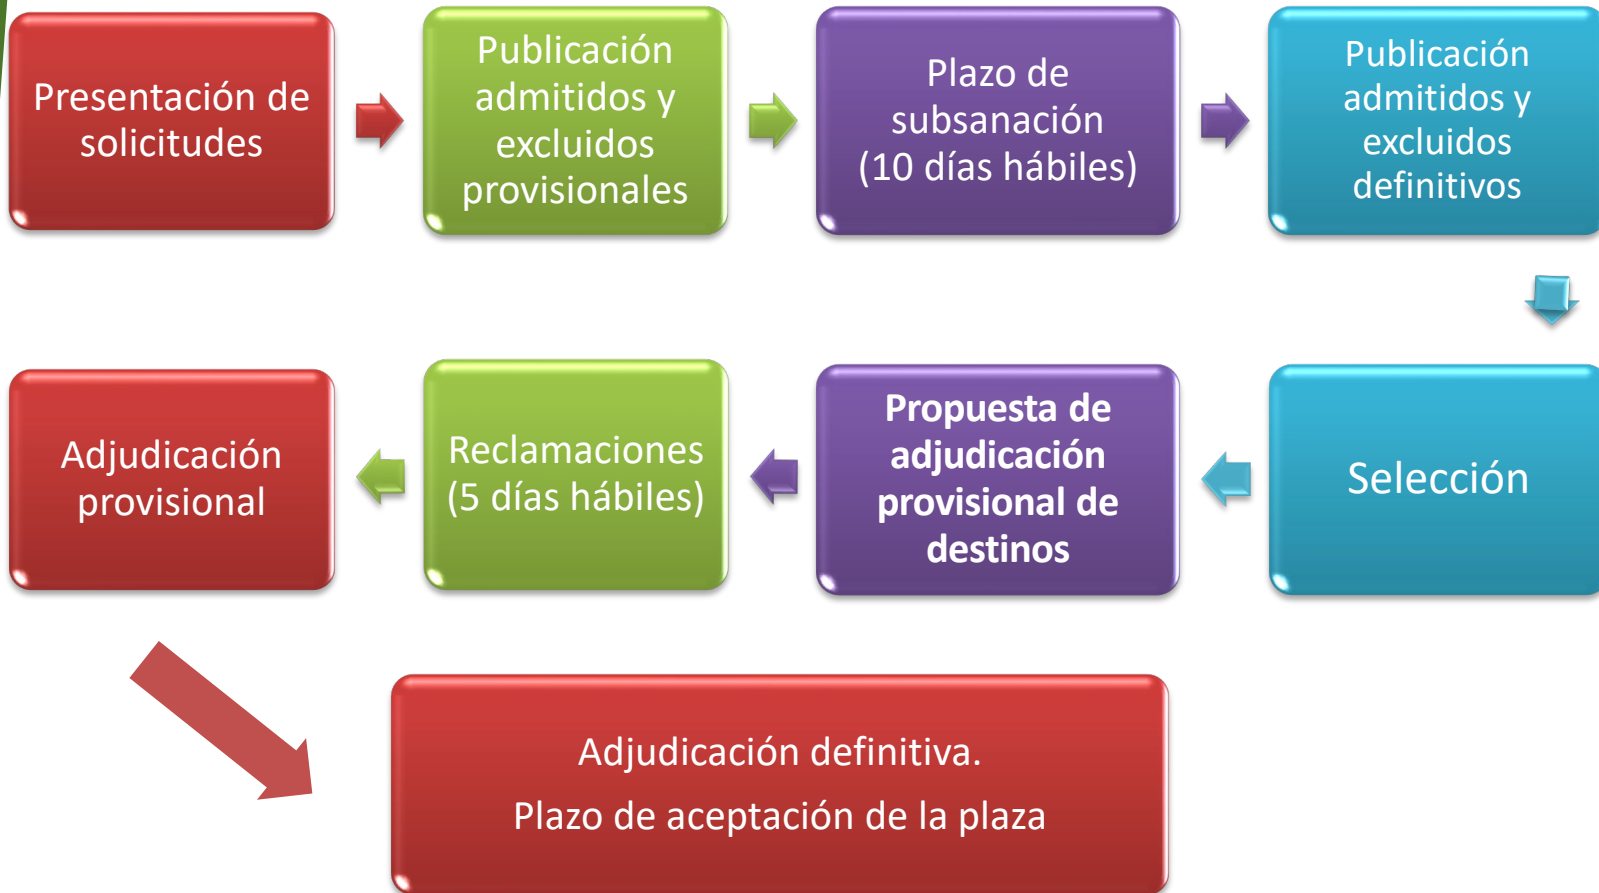 Presentación de
solicitudes
Publicación
admitidos y
excluidos
provisionales
Plazo de
subsanación
(10 días hábiles)
Publicación
admitidos y
excluidos
definitivos
Selección
Propuesta de
adjudicación
provisional de
destinos
Reclamaciones
(5 días hábiles)
Adjudicación
provisional
Adjudicación definitiva.
Plazo de aceptación de la plaza